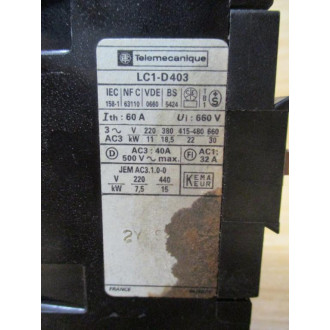 Telemecanique
LC1-D403
IEC NF C VDE BS
158-1 63110 0660 5424
Ith: 60 A Ui: 660 V
3~ V 220 380 415-480 660
AC3 kW 11 18,5 22 30
D AC3: 40A
500 V ~ max.
Fi AC1:
32 A
JEM AC3.1.0-0
V 220 440
kW 7,5 15
KEMA
KEUR
FRANCE